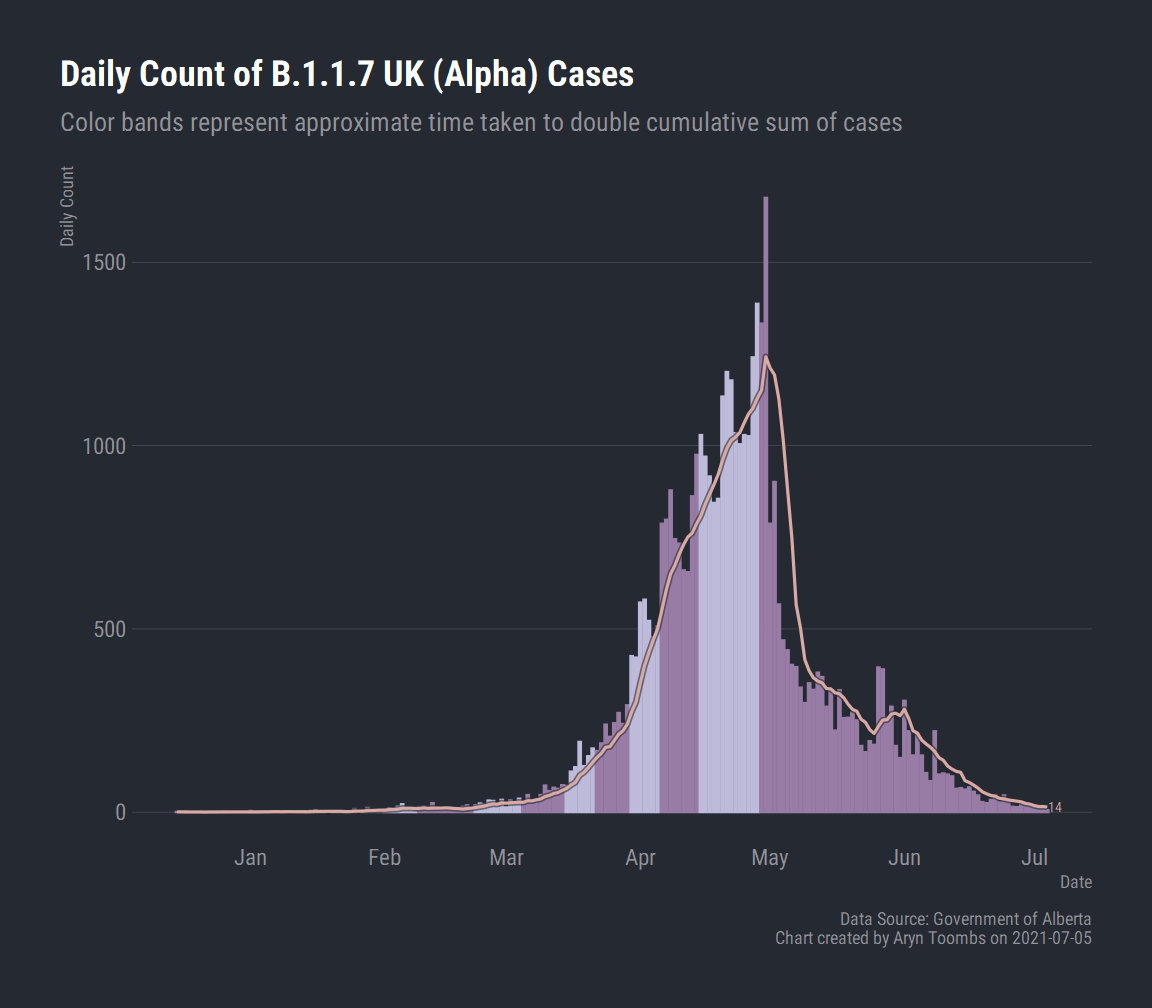 Daily Count of B.1.1.7 UK (Alpha) Cases
Color bands represent approximate time taken to double cumulative sum of cases
Daily Count
1500
1000
500
0
14
Jan Feb Mar Apr May Jun Jul
Date
Data Source: Government of Alberta
Chart created by Aryn Toombs on 2021-07-05